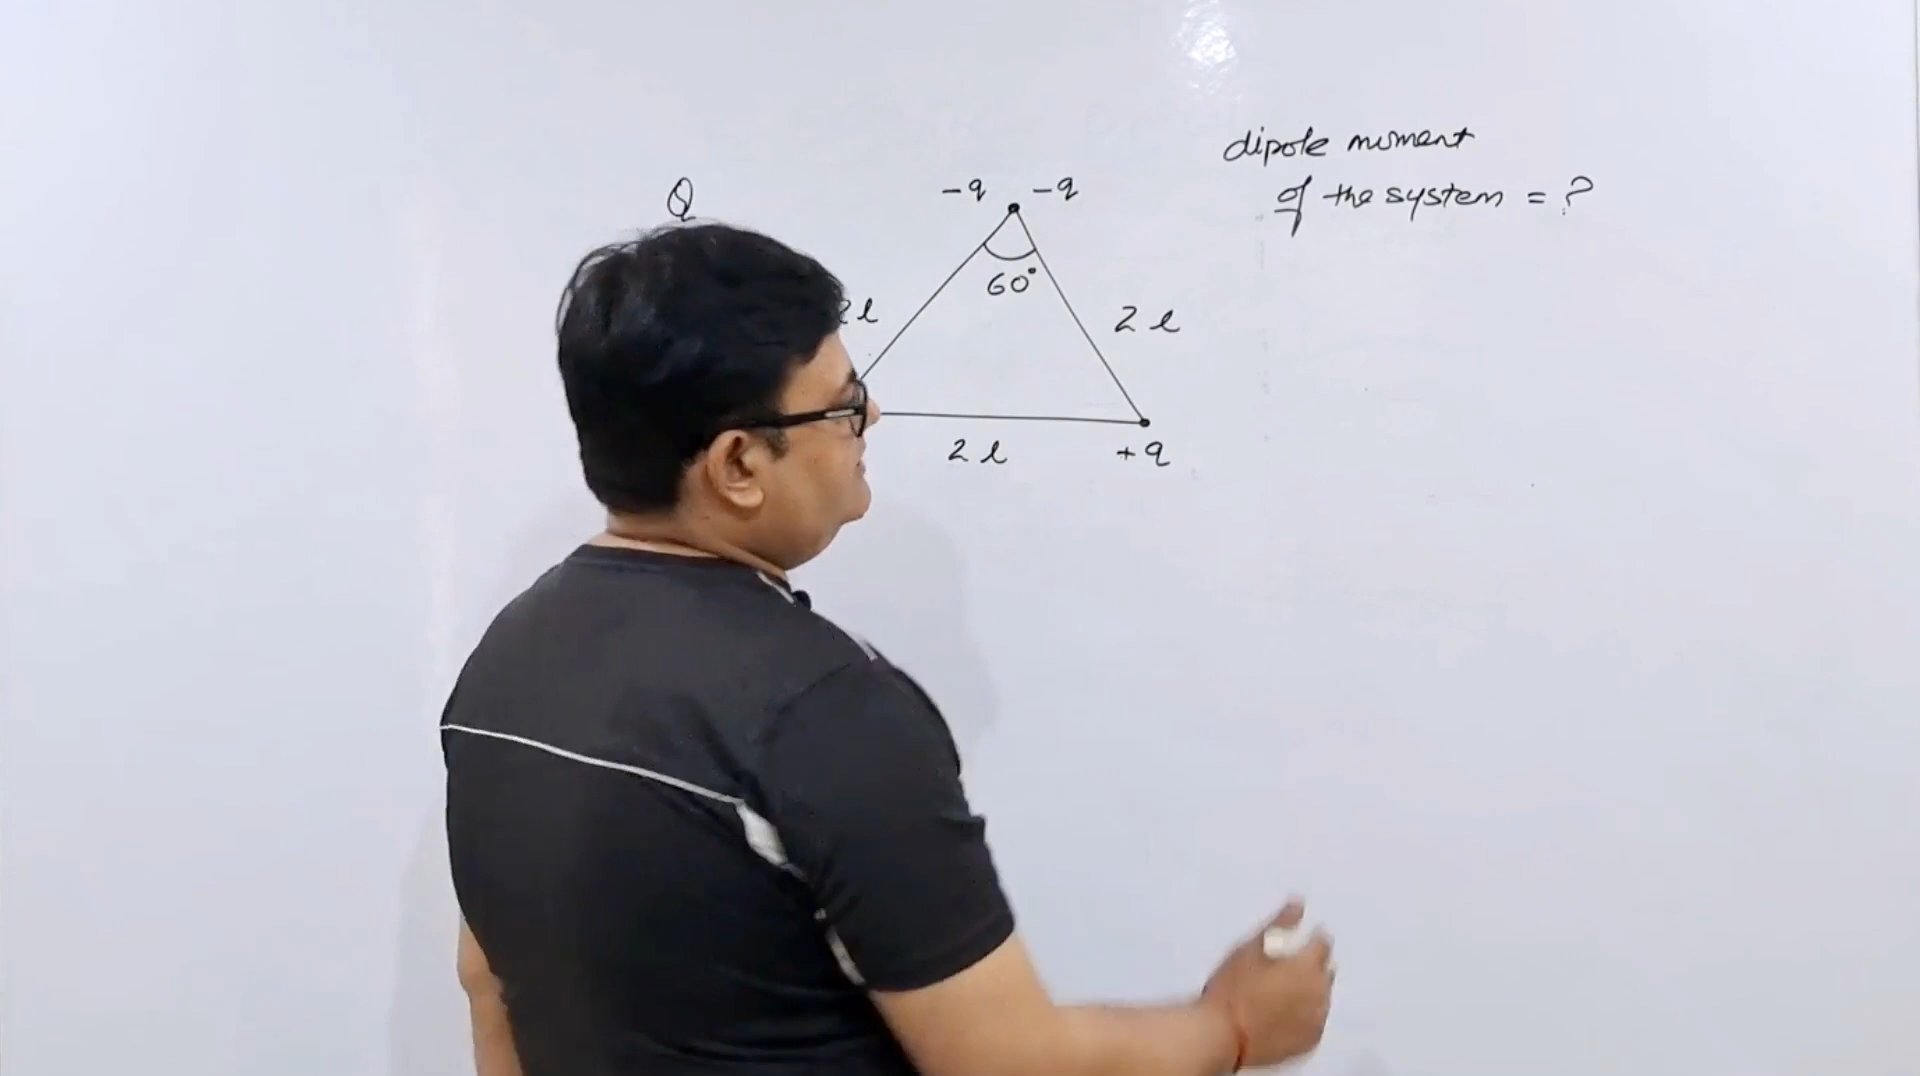 dipole moment
of the system = ?
Q
-q -q
60°
2l
2l
2l
+q